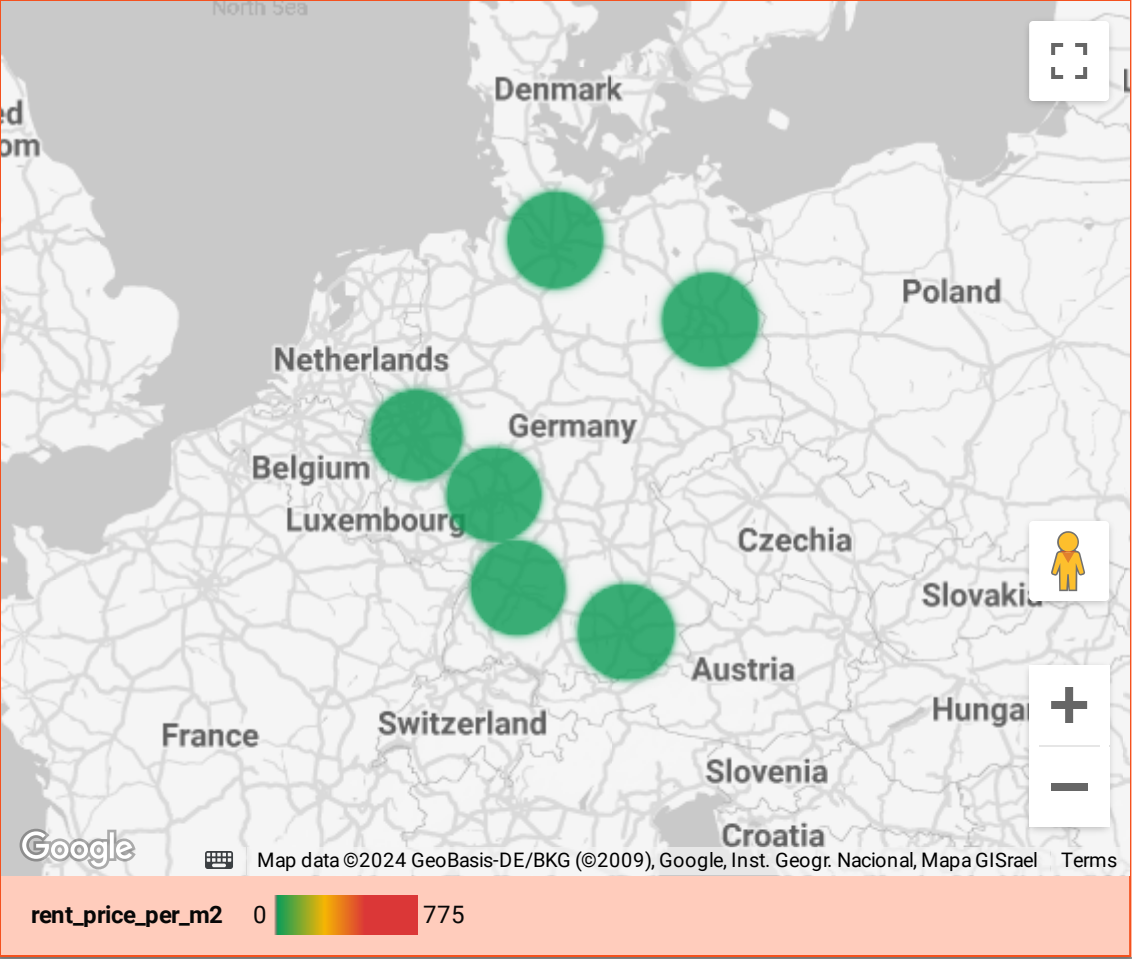 North Sea
Denmark
ed
om
Poland
Netherlands
Germany
Belgium
Luxembourg
Czechia
Slovakia
Austria
Hungar
Switzerland
France
Slovenia
Croatia
Google
Map data ©2024 GeoBasis-DE/BKG (©2009), Google, Inst. Geogr. Nacional, Mapa GISrael Terms
rent_price_per_m2 0 775